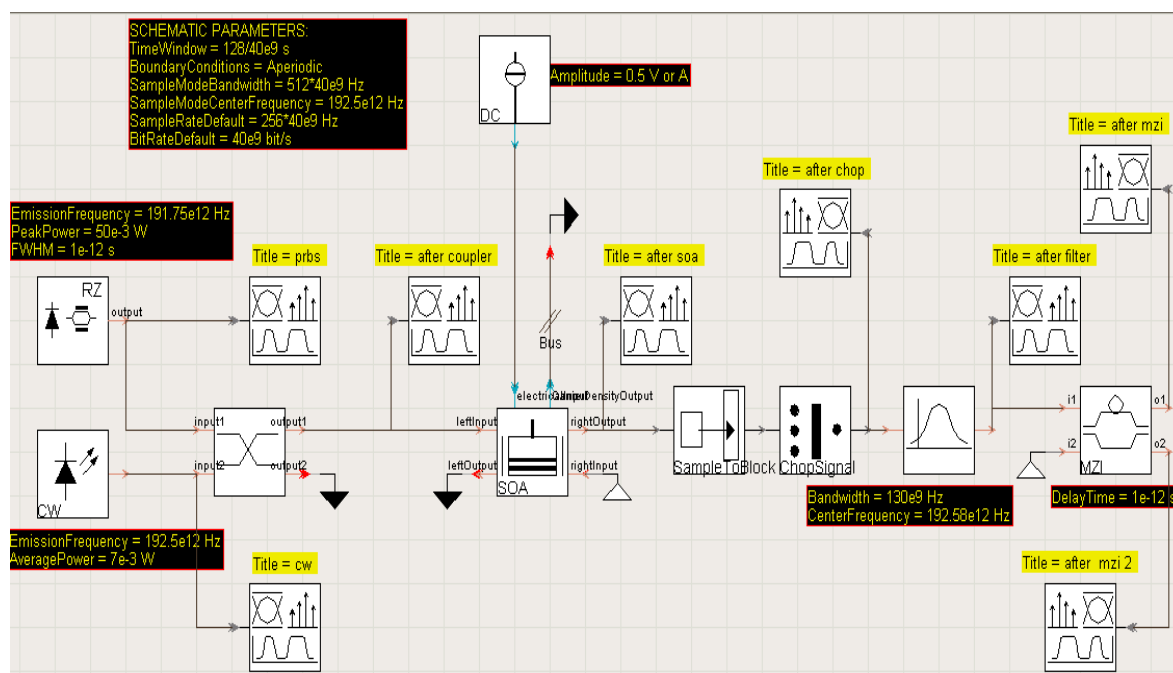 SCHEMATIC PARAMETERS:
TimeWindow = 128/40e9 s
BoundaryConditions = Aperiodic
SampleModeBandwidth = 512*40e9 Hz
SampleModeCenterFrequency = 192.5e12 Hz
SampleRateDefault = 256*40e9 Hz
BitRateDefault = 40e9 bit/s
DC
Amplitude = 0.5 V or A
Title = after mzi
Title = after chop
EmissionFrequency = 191.75e12 Hz
PeakPower = 50e-3 W
FWHM = 1e-12 s
Title = prbs
Title = after coupler
Title = after soa
Title = after filter
RZ
output
Bus
DensityOutput
input1
output1
leftInput
rightOutput
i1
o1
input2
output2
leftOutput
rightInput
i2
o2
CW
SOA
SampleToBlock
ChopSignal
MZI
Bandwidth = 130e9 Hz
CenterFrequency = 192.58e12 Hz
DelayTime = 1e-12 s
EmissionFrequency = 192.5e12 Hz
AveragePower = 7e-3 W
Title = cw
Title = after mzi 2